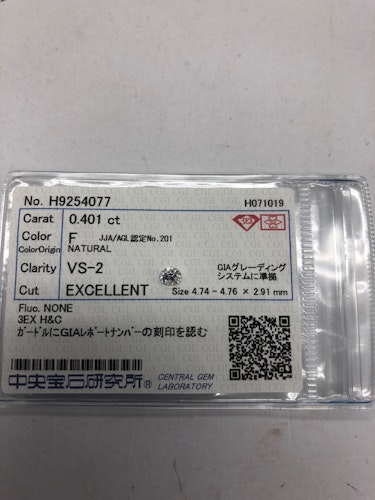 No. H9254077 H071019
Carat 0.401 ct
Color F JJA/AGL認定No.201
ColorOrigin NATURAL
Clarity VS-2 GIAグレーディング
システムに準拠
Cut EXCELLENT Size 4.74 - 4.76 × 2.91 mm
Fluo. NONE
3EX H&C
ガードルにGIAレポートナンバーの刻印を認む
中央宝石研究所® CENTRAL GEM
LABORATORY